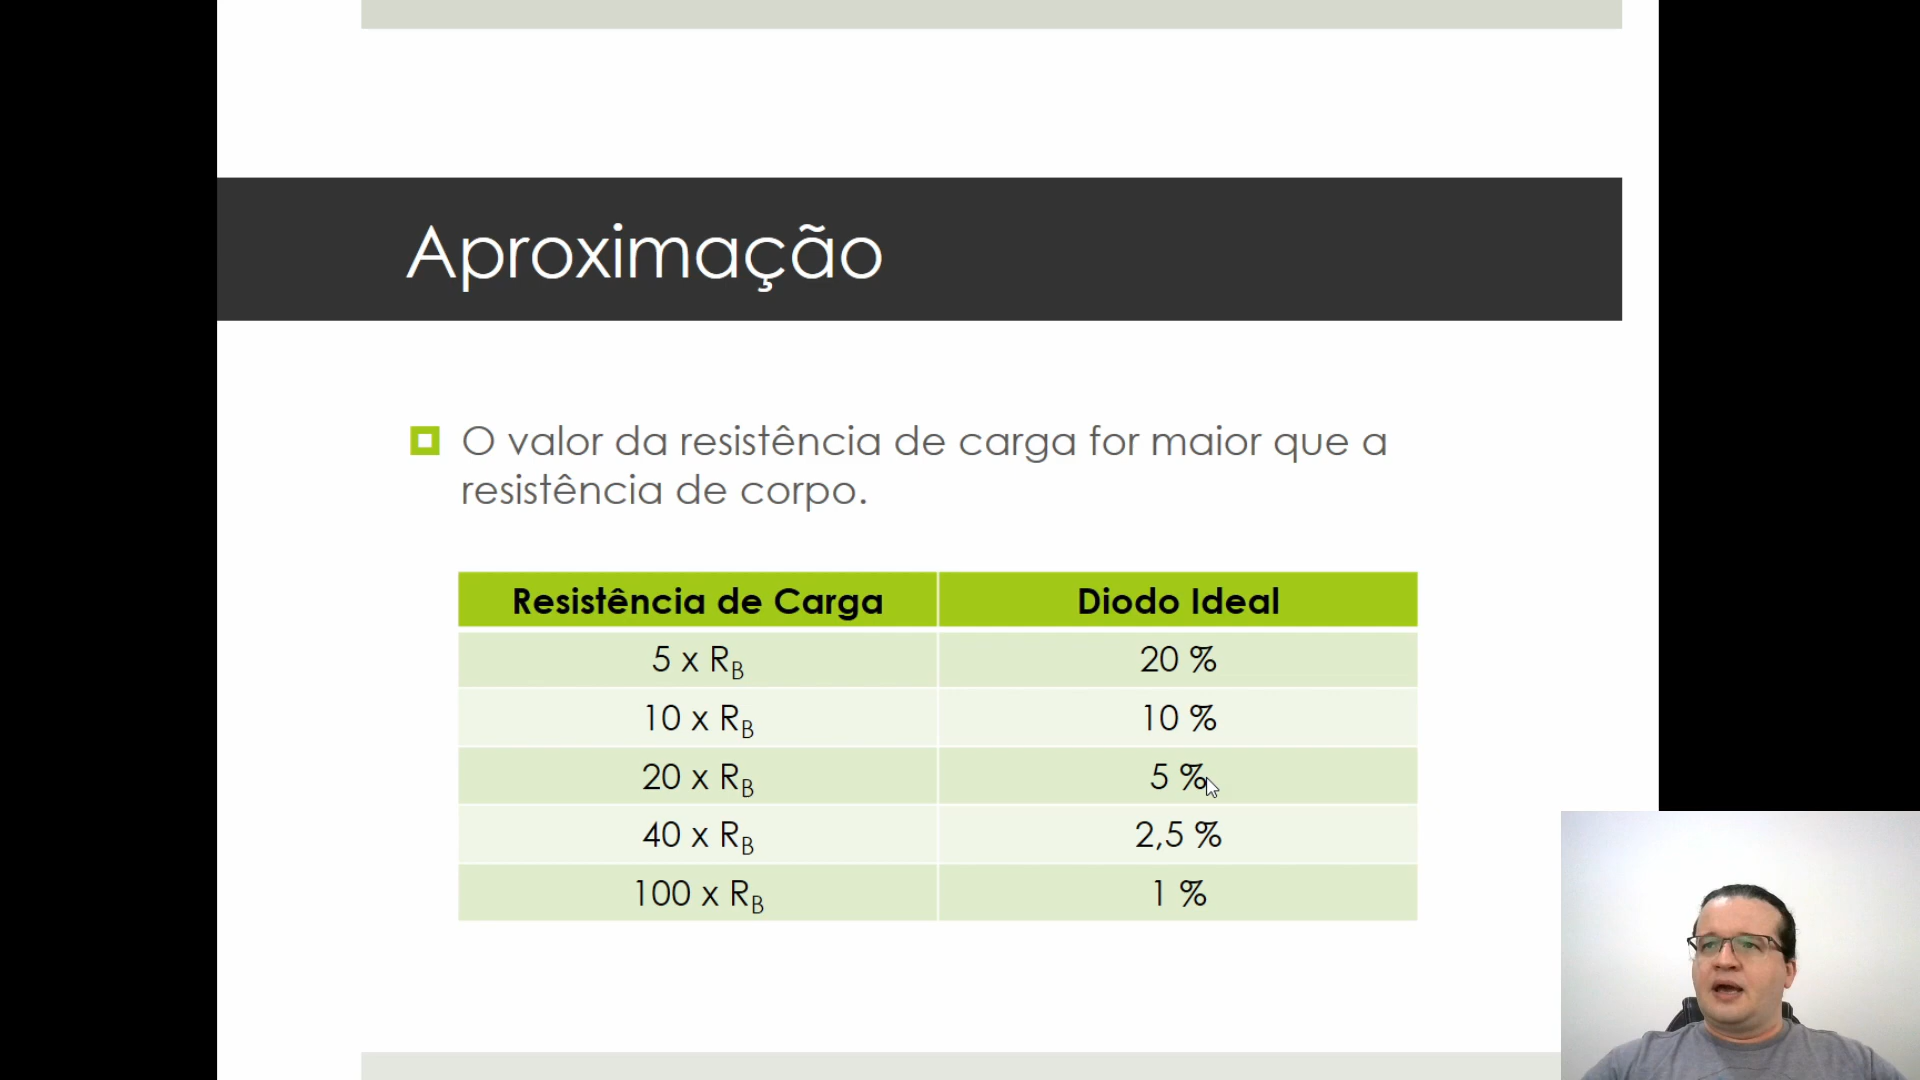 Aproximação
O valor da resistência de carga for maior que a
resistência de corpo.
Resistência de Carga Diodo Ideal
5 x RB 20 %
10 x RB 10 %
20 x RB 5 %
40 x RB 2,5 %
100 x RB 1 %